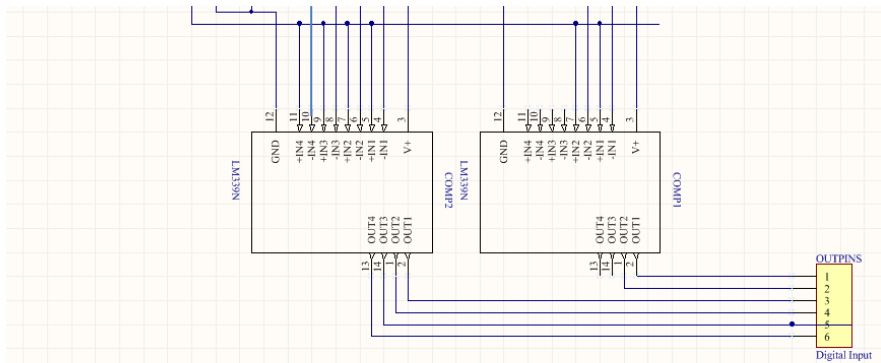 12 11 10 9 8 7 6 5 4 3
GND +IN4 -IN4 +IN3 -IN3 +IN2 -IN2 +IN1 -IN1 V+
LM339N
COMP2
OUT4 OUT3 OUT2 OUT1
13 14 1 2
12 11 10 9 8 7 6 5 4 3
GND +IN4 -IN4 +IN3 -IN3 +IN2 -IN2 +IN1 -IN1 V+
LM339N
COMP1
OUT4 OUT3 OUT2 OUT1
13 14 1 2
OUTPINS
1
2
3
4
5
6
Digital Input